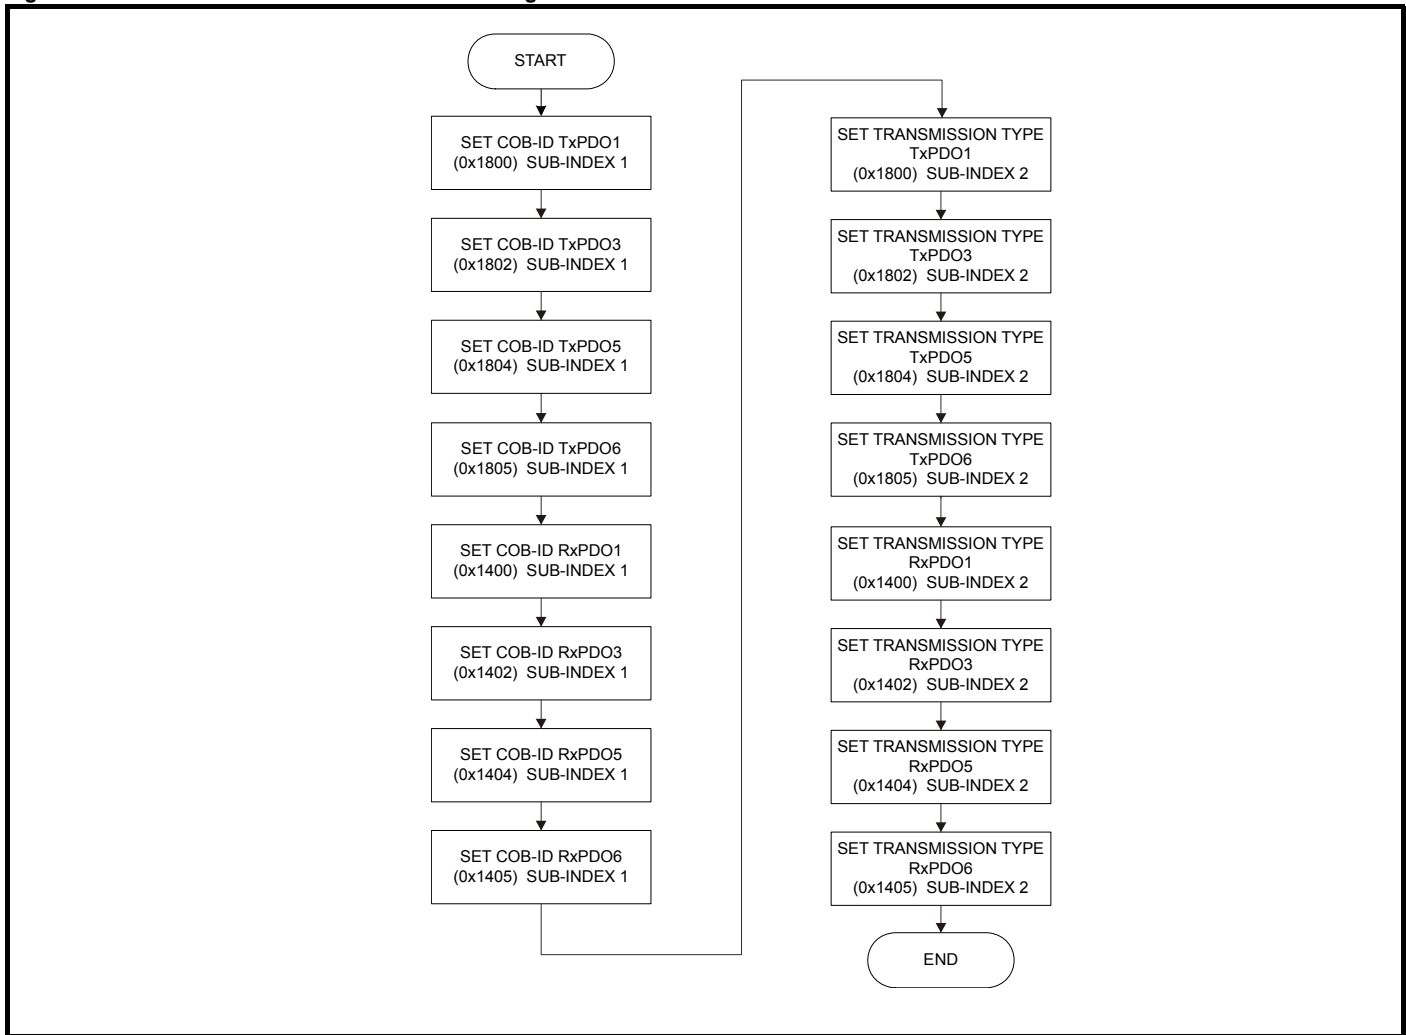 START
SET COB-ID TxPDO1
(0x1800) SUB-INDEX 1
SET COB-ID TxPDO3
(0x1802) SUB-INDEX 1
SET COB-ID TxPDO5
(0x1804) SUB-INDEX 1
SET COB-ID TxPDO6
(0x1805) SUB-INDEX 1
SET COB-ID RxPDO1
(0x1400) SUB-INDEX 1
SET COB-ID RxPDO3
(0x1402) SUB-INDEX 1
SET COB-ID RxPDO5
(0x1404) SUB-INDEX 1
SET COB-ID RxPDO6
(0x1405) SUB-INDEX 1
SET TRANSMISSION TYPE
TxPDO1
(0x1800) SUB-INDEX 2
SET TRANSMISSION TYPE
TxPDO3
(0x1802) SUB-INDEX 2
SET TRANSMISSION TYPE
TxPDO5
(0x1804) SUB-INDEX 2
SET TRANSMISSION TYPE
TxPDO6
(0x1805) SUB-INDEX 2
SET TRANSMISSION TYPE
RxPDO1
(0x1400) SUB-INDEX 2
SET TRANSMISSION TYPE
RxPDO3
(0x1402) SUB-INDEX 2
SET TRANSMISSION TYPE
RxPDO5
(0x1404) SUB-INDEX 2
SET TRANSMISSION TYPE
RxPDO6
(0x1405) SUB-INDEX 2
END